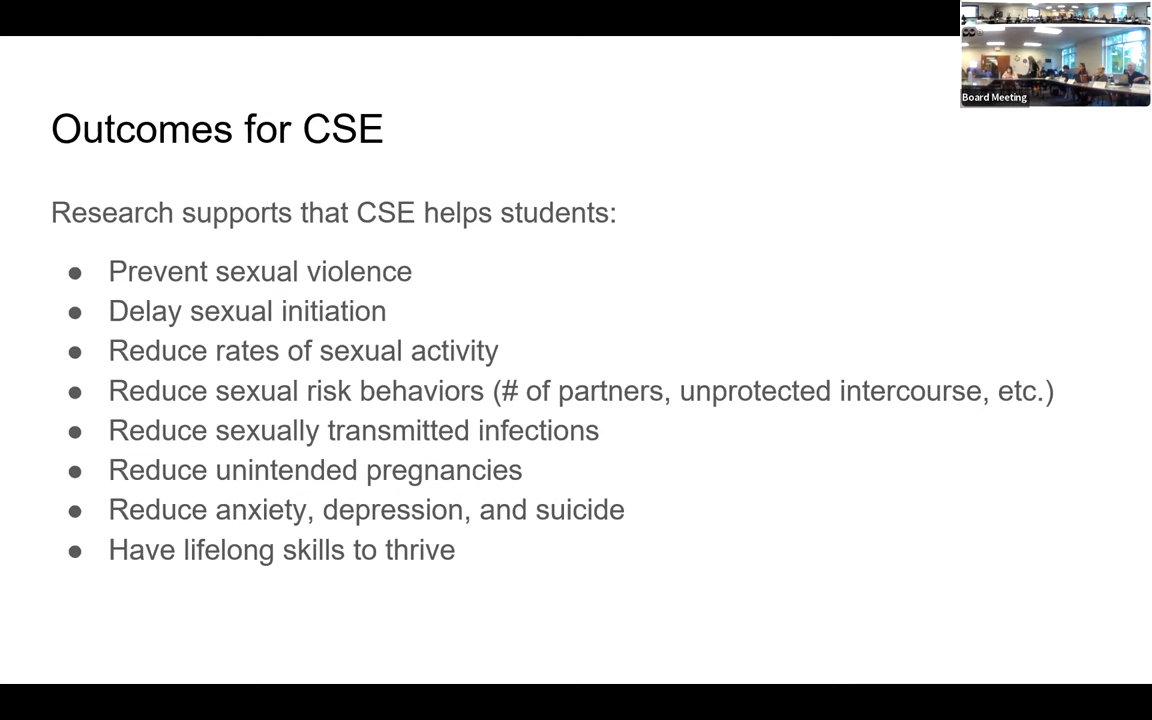 Board Meeting
Outcomes for CSE
Research supports that CSE helps students:
● Prevent sexual violence
● Delay sexual initiation
● Reduce rates of sexual activity
● Reduce sexual risk behaviors (# of partners, unprotected intercourse, etc.)
● Reduce sexually transmitted infections
● Reduce unintended pregnancies
● Reduce anxiety, depression, and suicide
● Have lifelong skills to thrive